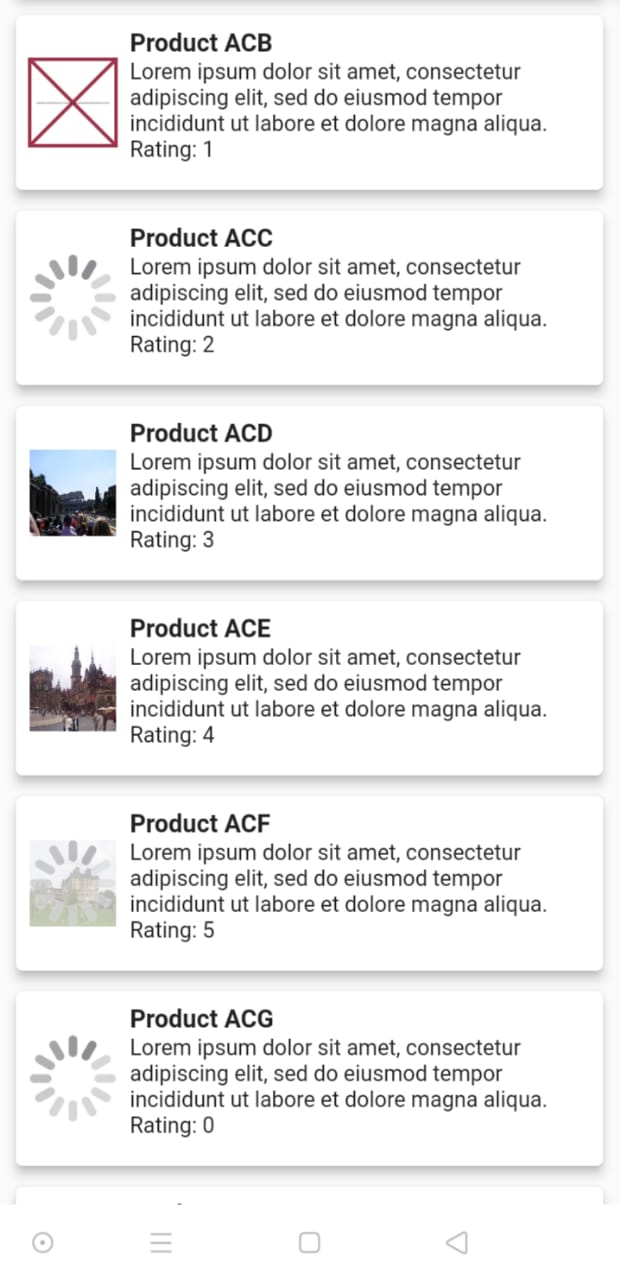 Product ACB
Lorem ipsum dolor sit amet, consectetur
adipiscing elit, sed do eiusmod tempor
incididunt ut labore et dolore magna aliqua.
Rating: 1
Product ACC
Lorem ipsum dolor sit amet, consectetur
adipiscing elit, sed do eiusmod tempor
incididunt ut labore et dolore magna aliqua.
Rating: 2
Product ACD
Lorem ipsum dolor sit amet, consectetur
adipiscing elit, sed do eiusmod tempor
incididunt ut labore et dolore magna aliqua.
Rating: 3
Product ACE
Lorem ipsum dolor sit amet, consectetur
adipiscing elit, sed do eiusmod tempor
incididunt ut labore et dolore magna aliqua.
Rating: 4
Product ACF
Lorem ipsum dolor sit amet, consectetur
adipiscing elit, sed do eiusmod tempor
incididunt ut labore et dolore magna aliqua.
Rating: 5
Product ACG
Lorem ipsum dolor sit amet, consectetur
adipiscing elit, sed do eiusmod tempor
incididunt ut labore et dolore magna aliqua.
Rating: 0